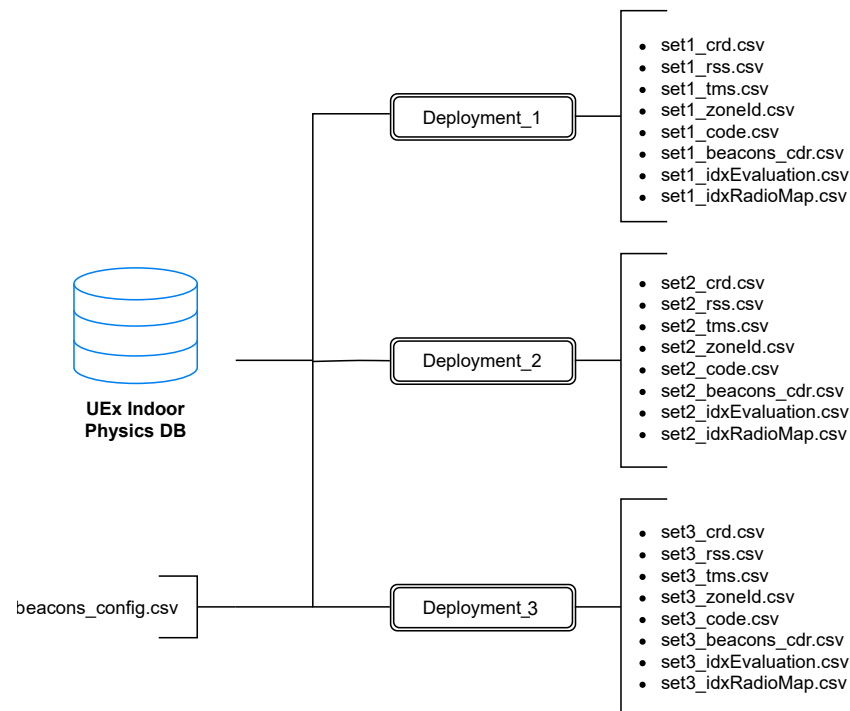 Deployment_1
set1_crd.csv
set1_rss.csv
set1_tms.csv
set1_zoneId.csv
set1_code.csv
set1_beacons_cdr.csv
set1_idxEvaluation.csv
set1_idxRadioMap.csv
UEx Indoor
Physics DB
Deployment_2
set2_crd.csv
set2_rss.csv
set2_tms.csv
set2_zoneId.csv
set2_code.csv
set2_beacons_cdr.csv
set2_idxEvaluation.csv
set2_idxRadioMap.csv
beacons_config.csv
Deployment_3
set3_crd.csv
set3_rss.csv
set3_tms.csv
set3_zoneId.csv
set3_code.csv
set3_beacons_cdr.csv
set3_idxEvaluation.csv
set3_idxRadioMap.csv